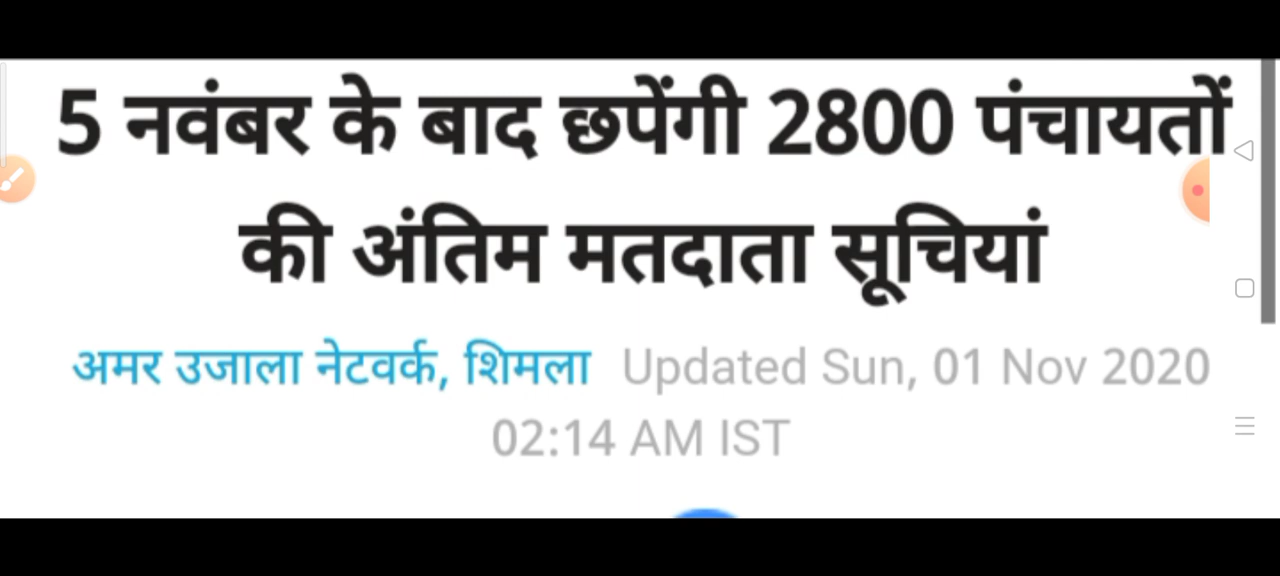 5 नवंबर के बाद छपेंगी 2800 पंचायतों
की अंतिम मतदाता सूचियां
अमर उजाला नेटवर्क, शिमला Updated Sun, 01 Nov 2020
02:14 AM IST